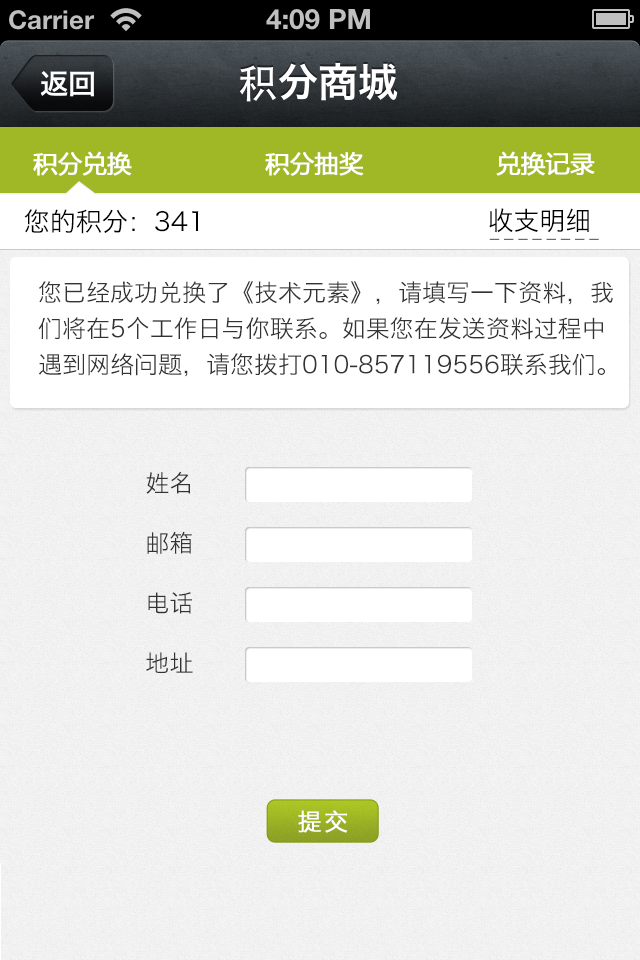 Carrier 4:09 PM
返回 积分商城
积分兑换 积分抽奖 兑换记录
您的积分：341 收支明细
您已经成功兑换了《技术元素》，请填写一下资料，我
们将在5个工作日与你联系。如果您在发送资料过程中
遇到网络问题，请您拨打010-857119556联系我们。
姓名
邮箱
电话
地址
提交